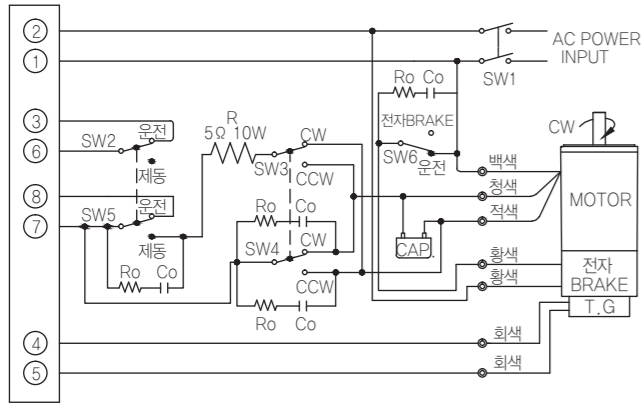 ②
AC POWER
INPUT
①
SW1
Ro Co
R
5Ω 10W
CW
전자BRAKE
CW
③
운전
SW2
⑥
제동
SW3
SW6
운전
백색
CCW
청색
MOTOR
⑧
운전
적색
SW5
Ro Co
⑦
CW
제동
SW4
CAP.
황색
전자
BRAKE
Ro Co
CCW
황색
T.G
Ro Co
④
회색
⑤
회색